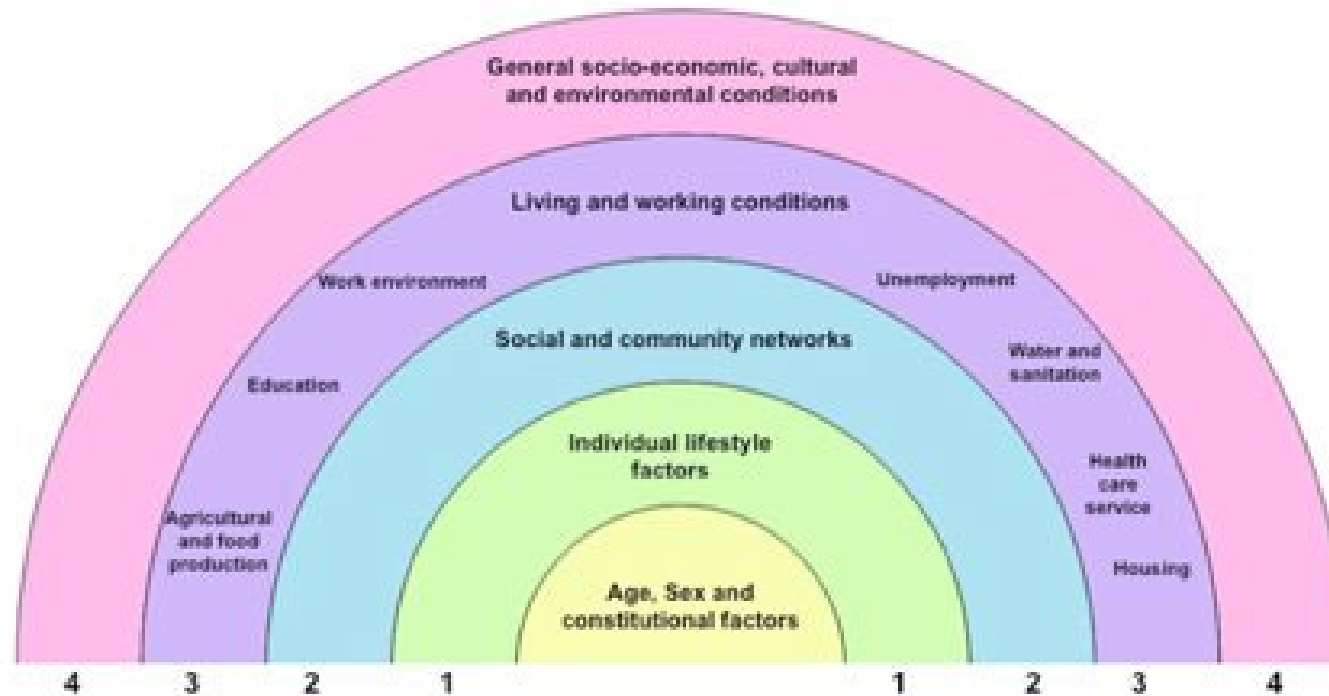 General socio-economic, cultural
and environmental conditions
Living and working conditions
Work environment
Unemployment
Social and community networks
Water and
sanitation
Education
Individual lifestyle
factors
Health
care
service
Agricultural
and food
production
Housing
Age, Sex and
constitutional factors
4 3 2 1 1 2 3 4